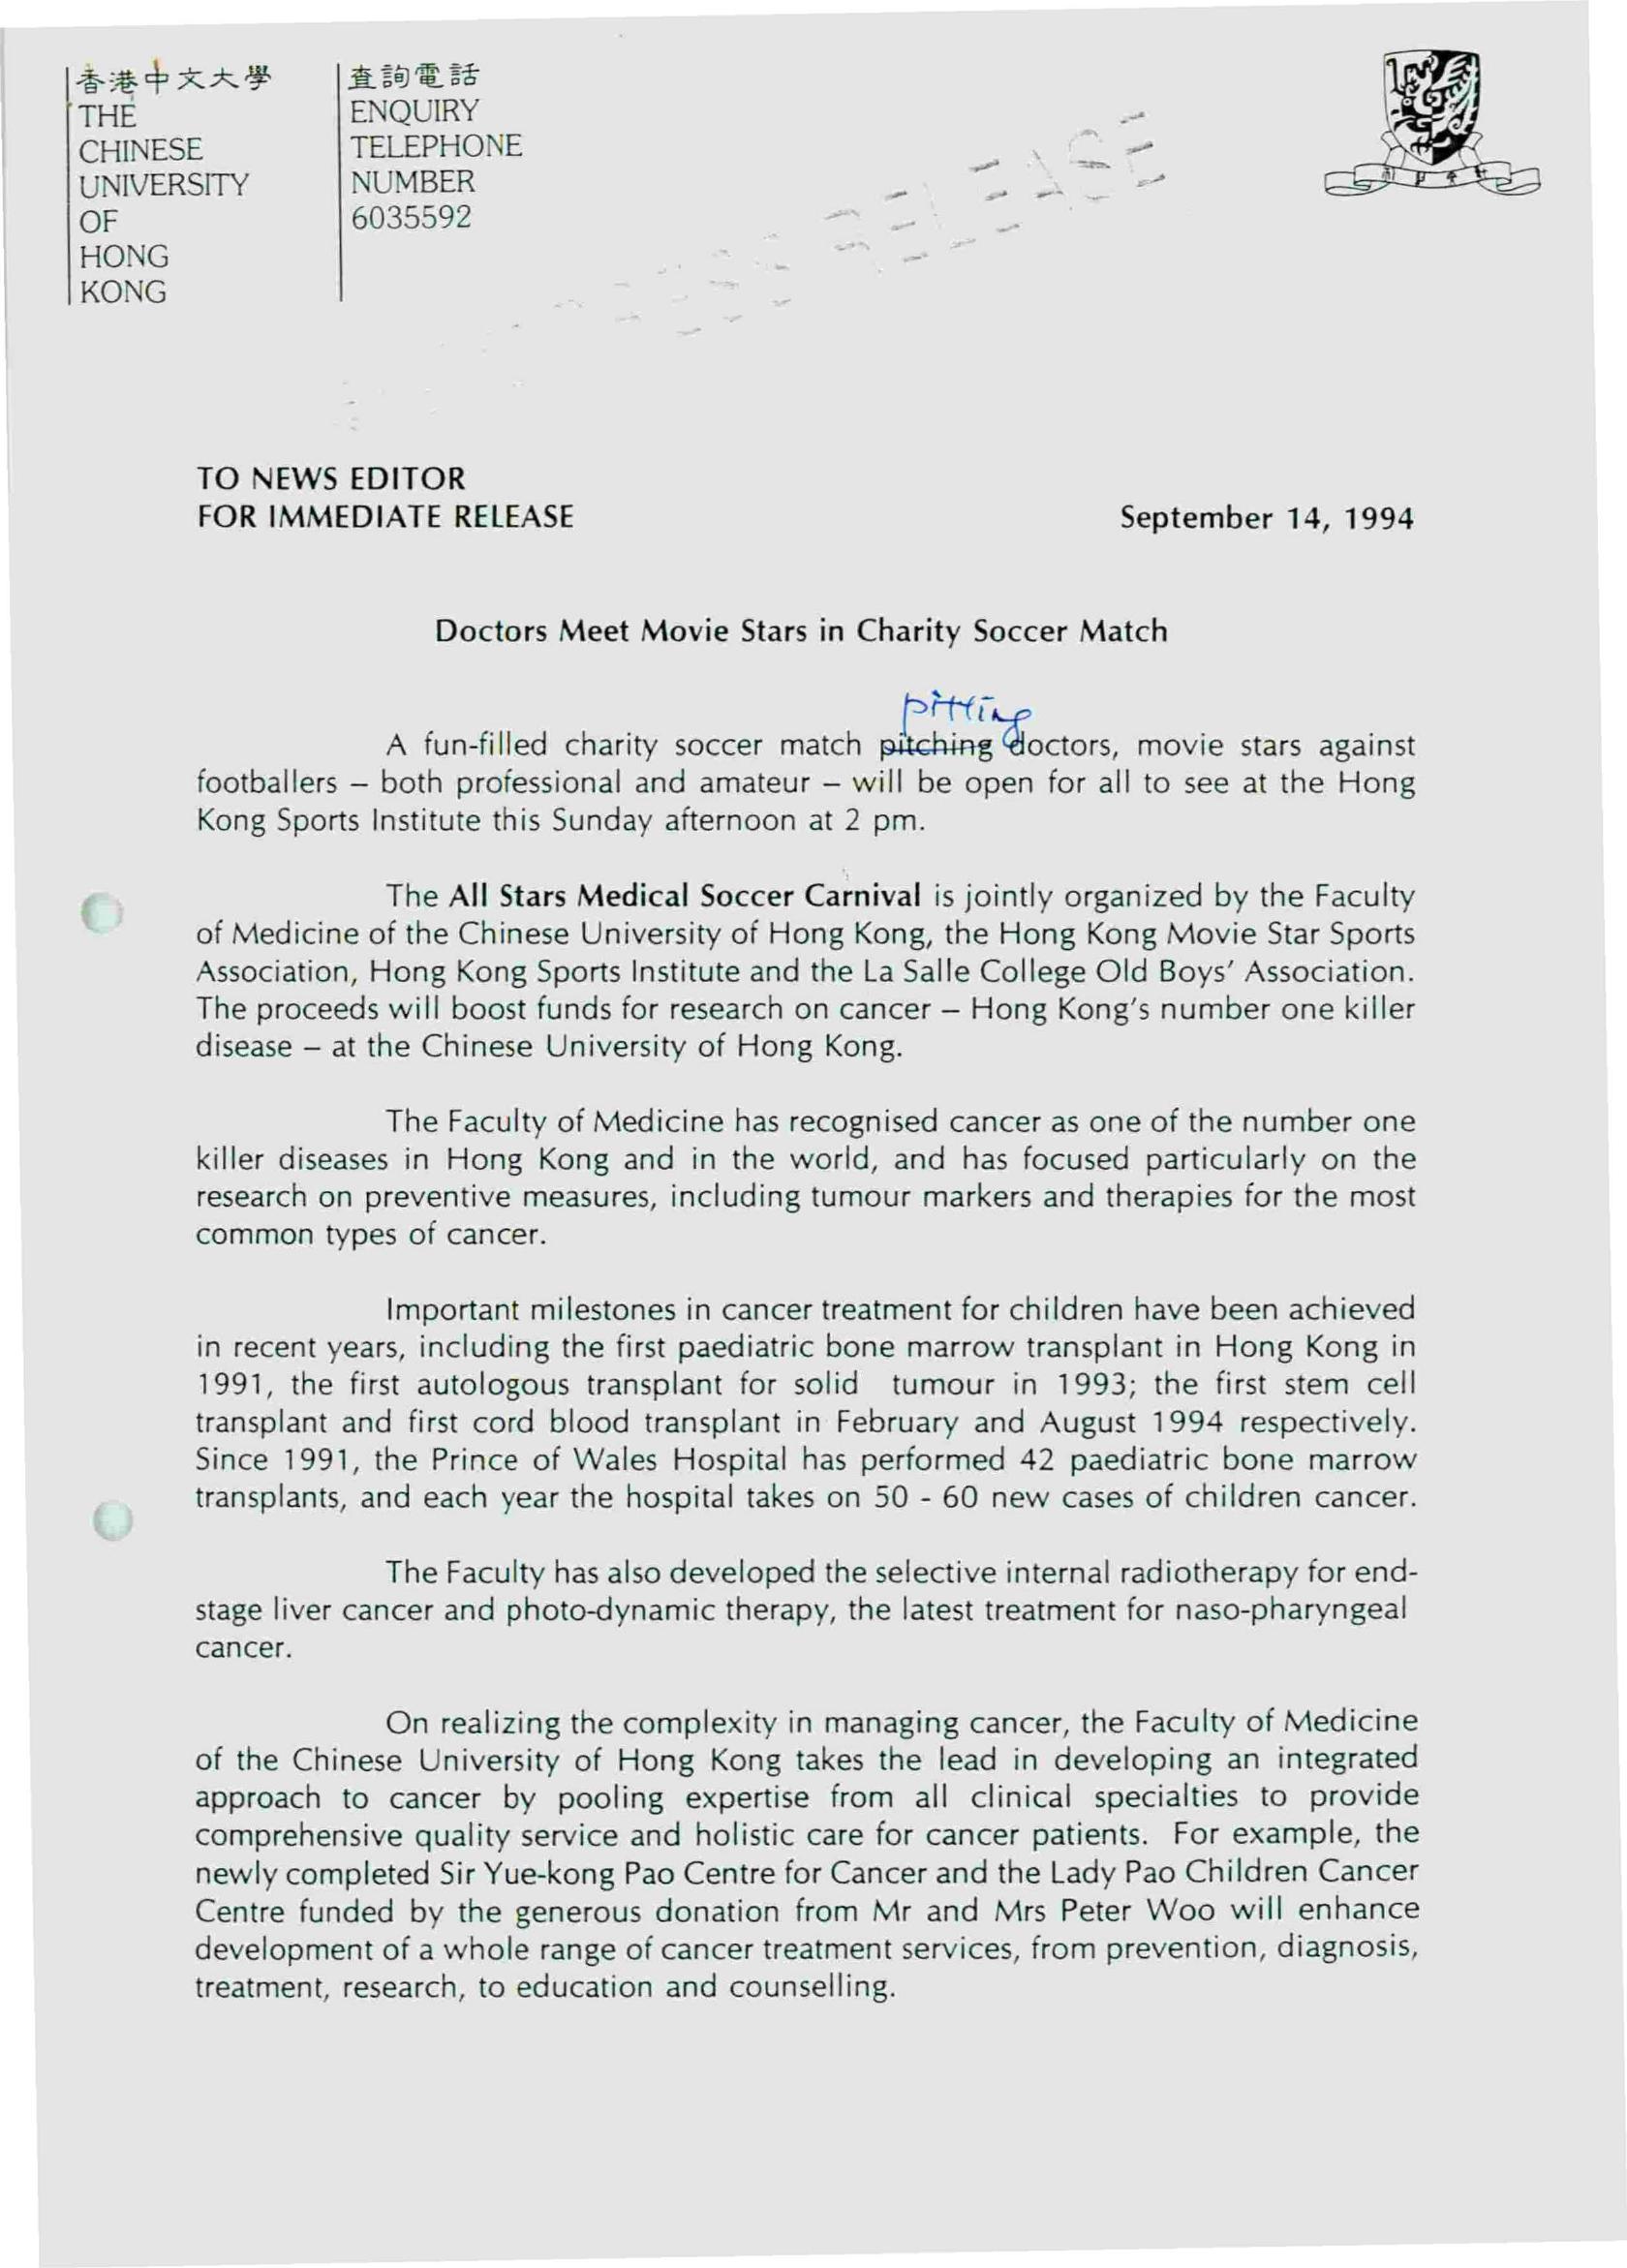 香港中文大學
THE
CHINESE
UNIVERSITY
OF
HONG
KONG
查詢電話
ENQUIRY
TELEPHONE
NUMBER
6035592
RELEASE
TO NEWS EDITOR
FOR IMMEDIATE RELEASE September 14, 1994
Doctors Meet Movie Stars in Charity Soccer Match
pitting
A fun-filled charity soccer match pitching doctors, movie stars against
footballers – both professional and amateur – will be open for all to see at the Hong
Kong Sports Institute this Sunday afternoon at 2 pm.
The All Stars Medical Soccer Carnival is jointly organized by the Faculty
of Medicine of the Chinese University of Hong Kong, the Hong Kong Movie Star Sports
Association, Hong Kong Sports Institute and the La Salle College Old Boys' Association.
The proceeds will boost funds for research on cancer – Hong Kong's number one killer
disease – at the Chinese University of Hong Kong.
The Faculty of Medicine has recognised cancer as one of the number one
killer diseases in Hong Kong and in the world, and has focused particularly on the
research on preventive measures, including tumour markers and therapies for the most
common types of cancer.
Important milestones in cancer treatment for children have been achieved
in recent years, including the first paediatric bone marrow transplant in Hong Kong in
1991, the first autologous transplant for solid tumour in 1993; the first stem cell
transplant and first cord blood transplant in February and August 1994 respectively.
Since 1991, the Prince of Wales Hospital has performed 42 paediatric bone marrow
transplants, and each year the hospital takes on 50 - 60 new cases of children cancer.
The Faculty has also developed the selective internal radiotherapy for end-
stage liver cancer and photo-dynamic therapy, the latest treatment for naso-pharyngeal
cancer.
On realizing the complexity in managing cancer, the Faculty of Medicine
of the Chinese University of Hong Kong takes the lead in developing an integrated
approach to cancer by pooling expertise from all clinical specialties to provide
comprehensive quality service and holistic care for cancer patients. For example, the
newly completed Sir Yue-kong Pao Centre for Cancer and the Lady Pao Children Cancer
Centre funded by the generous donation from Mr and Mrs Peter Woo will enhance
development of a whole range of cancer treatment services, from prevention, diagnosis,
treatment, research, to education and counselling.